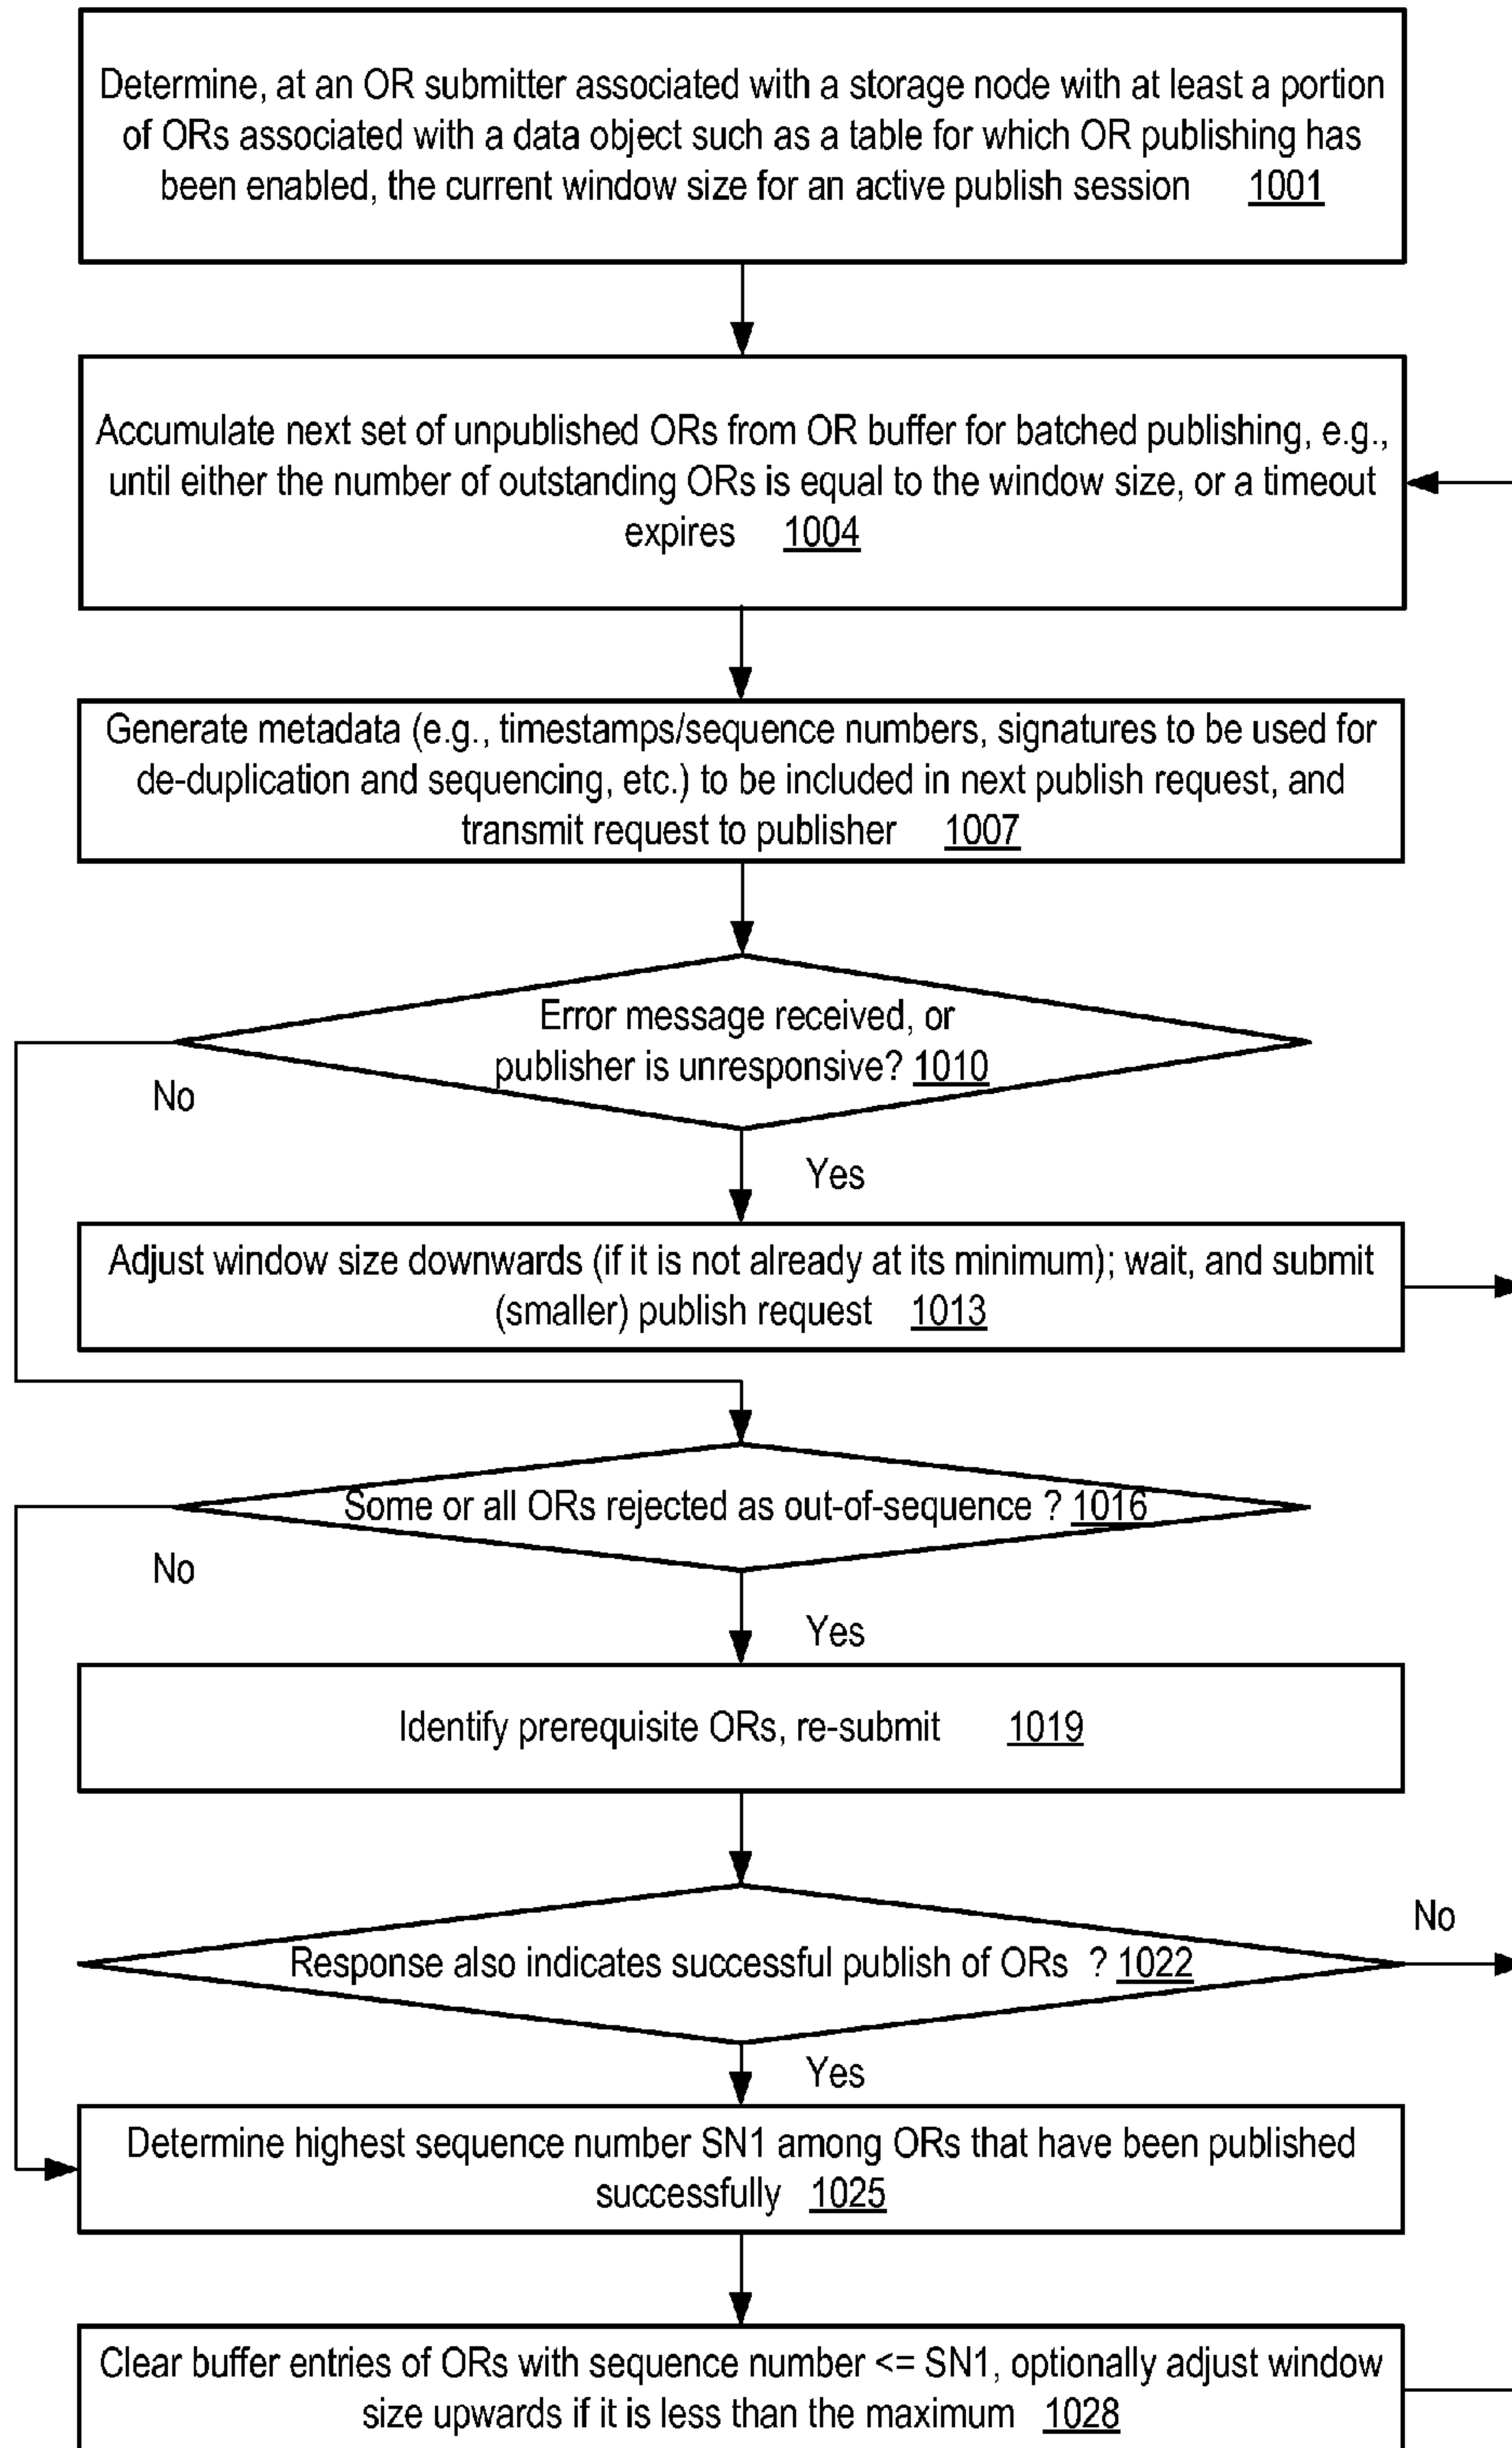 Determine, at an OR submitter associated with a storage node with at least a portion
of ORs associated with a data object such as a table for which OR publishing has
been enabled, the current window size for an active publish session 1001
Accumulate next set of unpublished ORs from OR buffer for batched publishing, e.g.,
until either the number of outstanding ORs is equal to the window size, or a timeout
expires 1004
Generate metadata (e.g., timestamps/sequence numbers, signatures to be used for
de-duplication and sequencing, etc.) to be included in next publish request, and
transmit request to publisher 1007
Error message received, or
publisher is unresponsive? 1010
No
Yes
Adjust window size downwards (if it is not already at its minimum); wait, and submit
(smaller) publish request 1013
Some or all ORs rejected as out-of-sequence ? 1016
No
Yes
Identify prerequisite ORs, re-submit 1019
No
Response also indicates successful publish of ORs ? 1022
Yes
Determine highest sequence number SN1 among ORs that have been published
successfully 1025
Clear buffer entries of ORs with sequence number <= SN1, optionally adjust window
size upwards if it is less than the maximum 1028